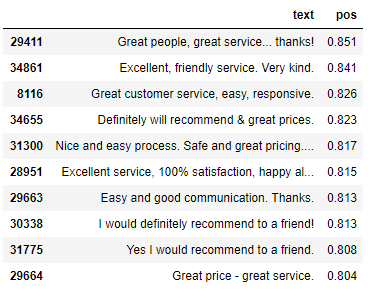 text pos
29411 Great people, great service... thanks! 0.851
34861 Excellent, friendly service. Very kind. 0.841
8116 Great customer service, easy, responsive. 0.826
34655 Definitely will recommend & great prices. 0.823
31300 Nice and easy process. Safe and great pricing.... 0.817
28951 Excellent service, 100% satisfaction, happy al... 0.815
29663 Easy and good communication. Thanks. 0.813
30338 I would definitely recommend to a friend! 0.813
31775 Yes I would recommend to a friend. 0.808
29664 Great price - great service. 0.804